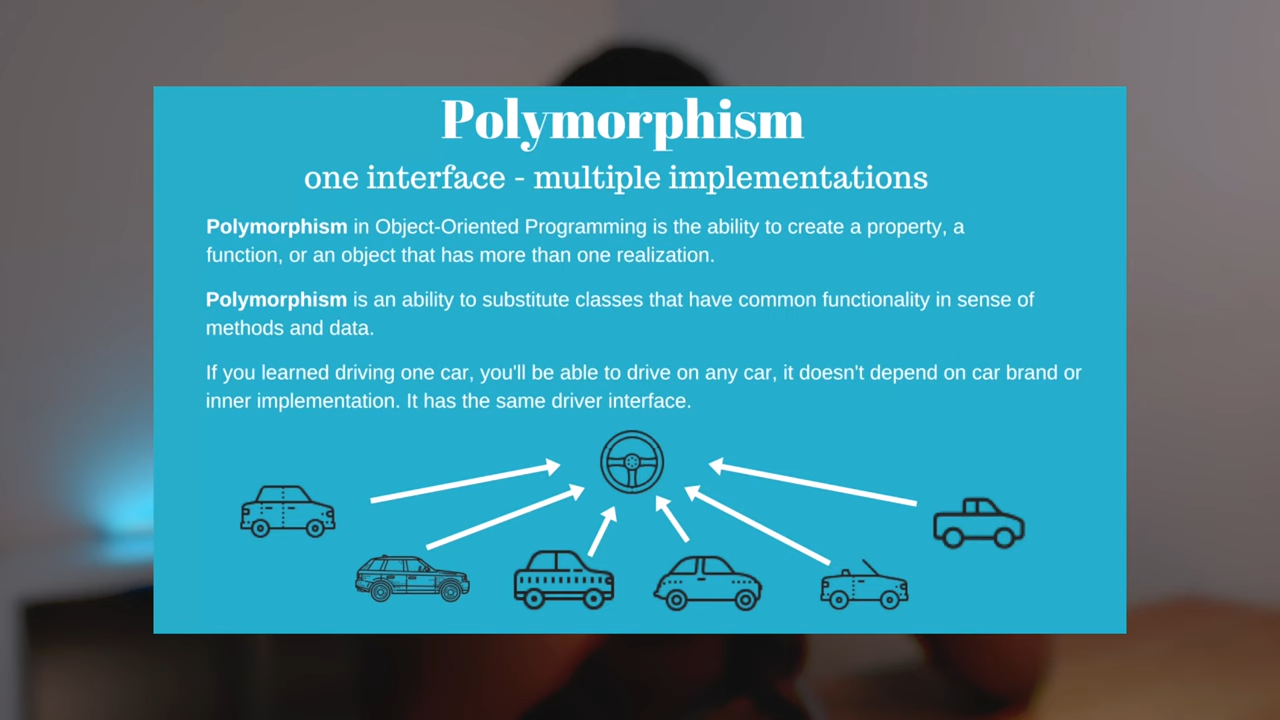 Polymorphism
one interface - multiple implementations
Polymorphism in Object-Oriented Programming is the ability to create a property, a
function, or an object that has more than one realization.
Polymorphism is an ability to substitute classes that have common functionality in sense of
methods and data.
If you learned driving one car, you'll be able to drive on any car, it doesn't depend on car brand or
inner implementation. It has the same driver interface.